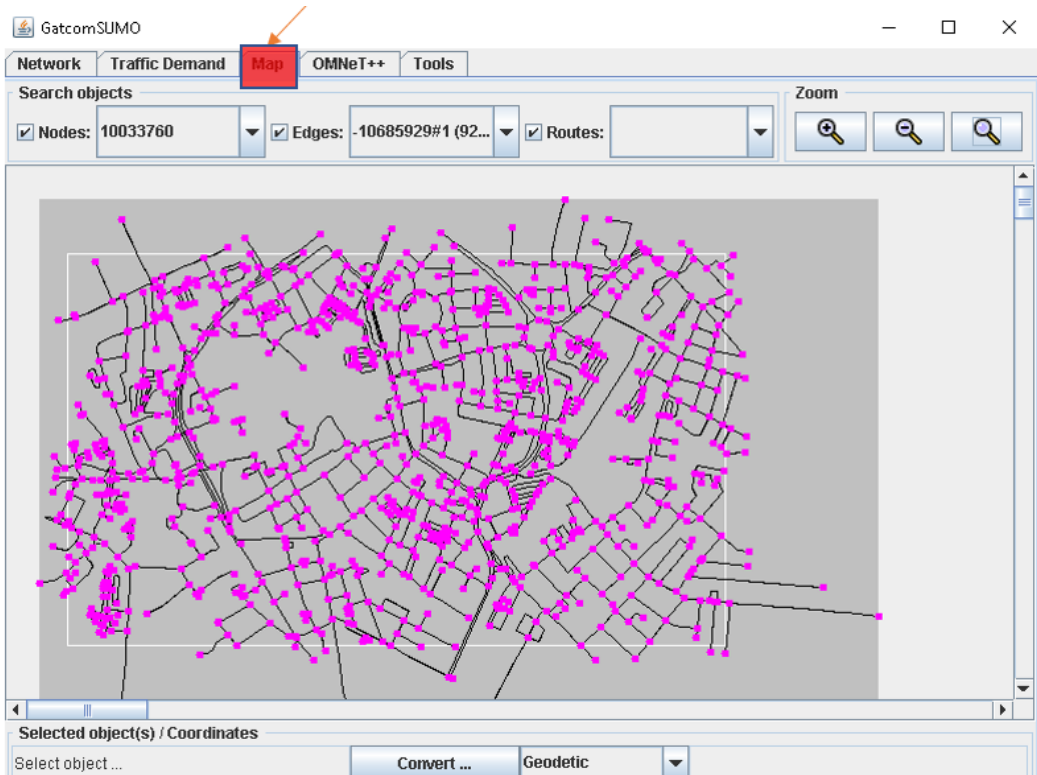 GatcomSUMO
Network Traffic Demand Map OMNeT++ Tools
Search objects Zoom
Nodes: 10033760 Edges: -10685929#1 (92... Routes:
Selected object(s) / Coordinates
Select object ... Convert ... Geodetic